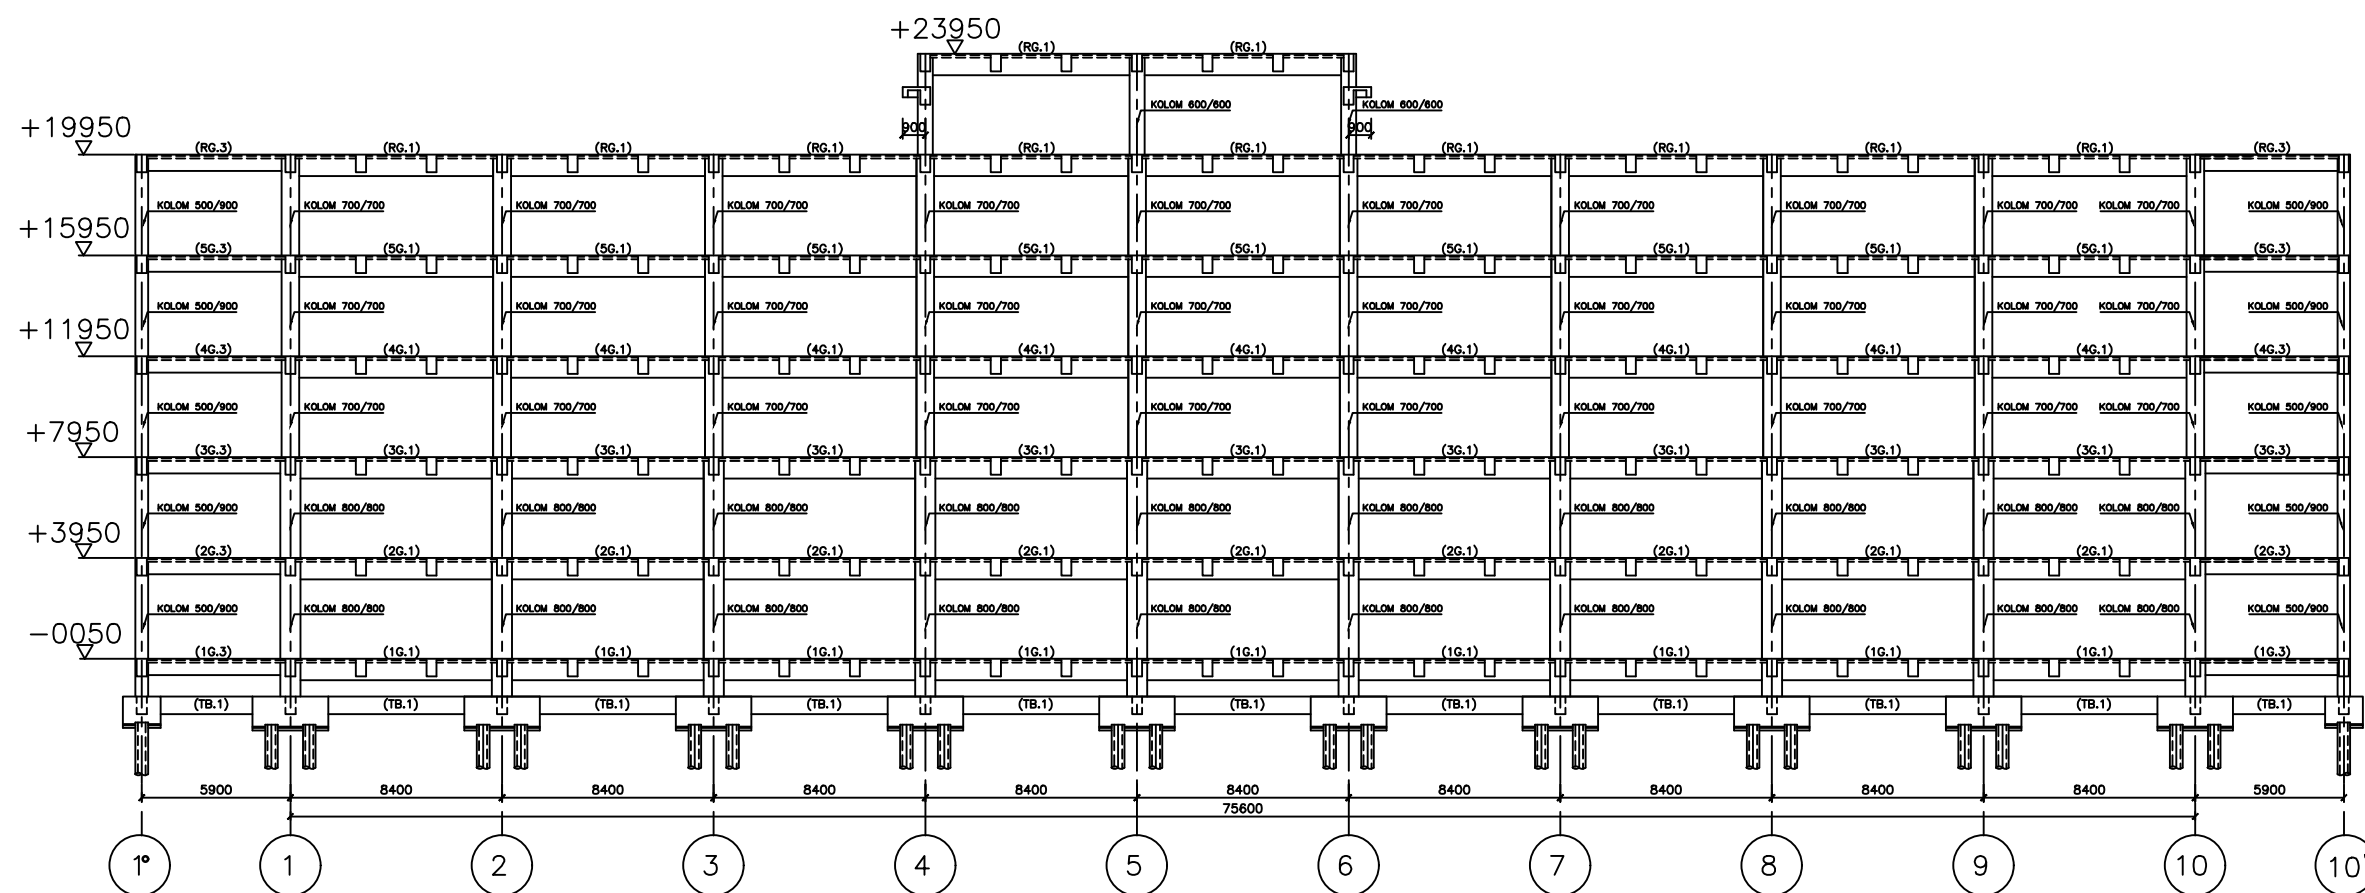 +23950 (RG.1) (RG.1)
KOLOM 600/600 KOLOM 600/600
900 900
+19950 (RG.3) (RG.1) (RG.1) (RG.1) (RG.1) (RG.1) (RG.1) (RG.1) (RG.1) (RG.1) (RG.3)
KOLOM 500/900 KOLOM 700/700 KOLOM 700/700 KOLOM 700/700 KOLOM 700/700 KOLOM 700/700 KOLOM 700/700 KOLOM 700/700 KOLOM 700/700 KOLOM 700/700 KOLOM 700/700 KOLOM 500/900
+15950 (5G.3) (5G.1) (5G.1) (5G.1) (5G.1) (5G.1) (5G.1) (5G.1) (5G.1) (5G.1) (5G.3)
KOLOM 500/900 KOLOM 700/700 KOLOM 700/700 KOLOM 700/700 KOLOM 700/700 KOLOM 700/700 KOLOM 700/700 KOLOM 700/700 KOLOM 700/700 KOLOM 700/700 KOLOM 700/700 KOLOM 500/900
+11950 (4G.3) (4G.1) (4G.1) (4G.1) (4G.1) (4G.1) (4G.1) (4G.1) (4G.1) (4G.1) (4G.3)
KOLOM 500/900 KOLOM 700/700 KOLOM 700/700 KOLOM 700/700 KOLOM 700/700 KOLOM 700/700 KOLOM 700/700 KOLOM 700/700 KOLOM 700/700 KOLOM 700/700 KOLOM 700/700 KOLOM 500/900
+7950 (3G.3) (3G.1) (3G.1) (3G.1) (3G.1) (3G.1) (3G.1) (3G.1) (3G.1) (3G.1) (3G.3)
KOLOM 500/900 KOLOM 800/800 KOLOM 800/800 KOLOM 800/800 KOLOM 800/800 KOLOM 800/800 KOLOM 800/800 KOLOM 800/800 KOLOM 800/800 KOLOM 800/800 KOLOM 800/800 KOLOM 500/900
+3950 (2G.3) (2G.1) (2G.1) (2G.1) (2G.1) (2G.1) (2G.1) (2G.1) (2G.1) (2G.1) (2G.3)
KOLOM 500/900 KOLOM 800/800 KOLOM 800/800 KOLOM 800/800 KOLOM 800/800 KOLOM 800/800 KOLOM 800/800 KOLOM 800/800 KOLOM 800/800 KOLOM 800/800 KOLOM 800/800 KOLOM 500/900
-0050 (1G.3) (1G.1) (1G.1) (1G.1) (1G.1) (1G.1) (1G.1) (1G.1) (1G.1) (1G.1) (1G.3)
(TB.1) (TB.1) (TB.1) (TB.1) (TB.1) (TB.1) (TB.1) (TB.1) (TB.1) (TB.1) (TB.1)
5900 8400 8400 8400 8400 8400 8400 8400 8400 8400 5900
75600
1 2 3 4 5 6 7 8 9 10